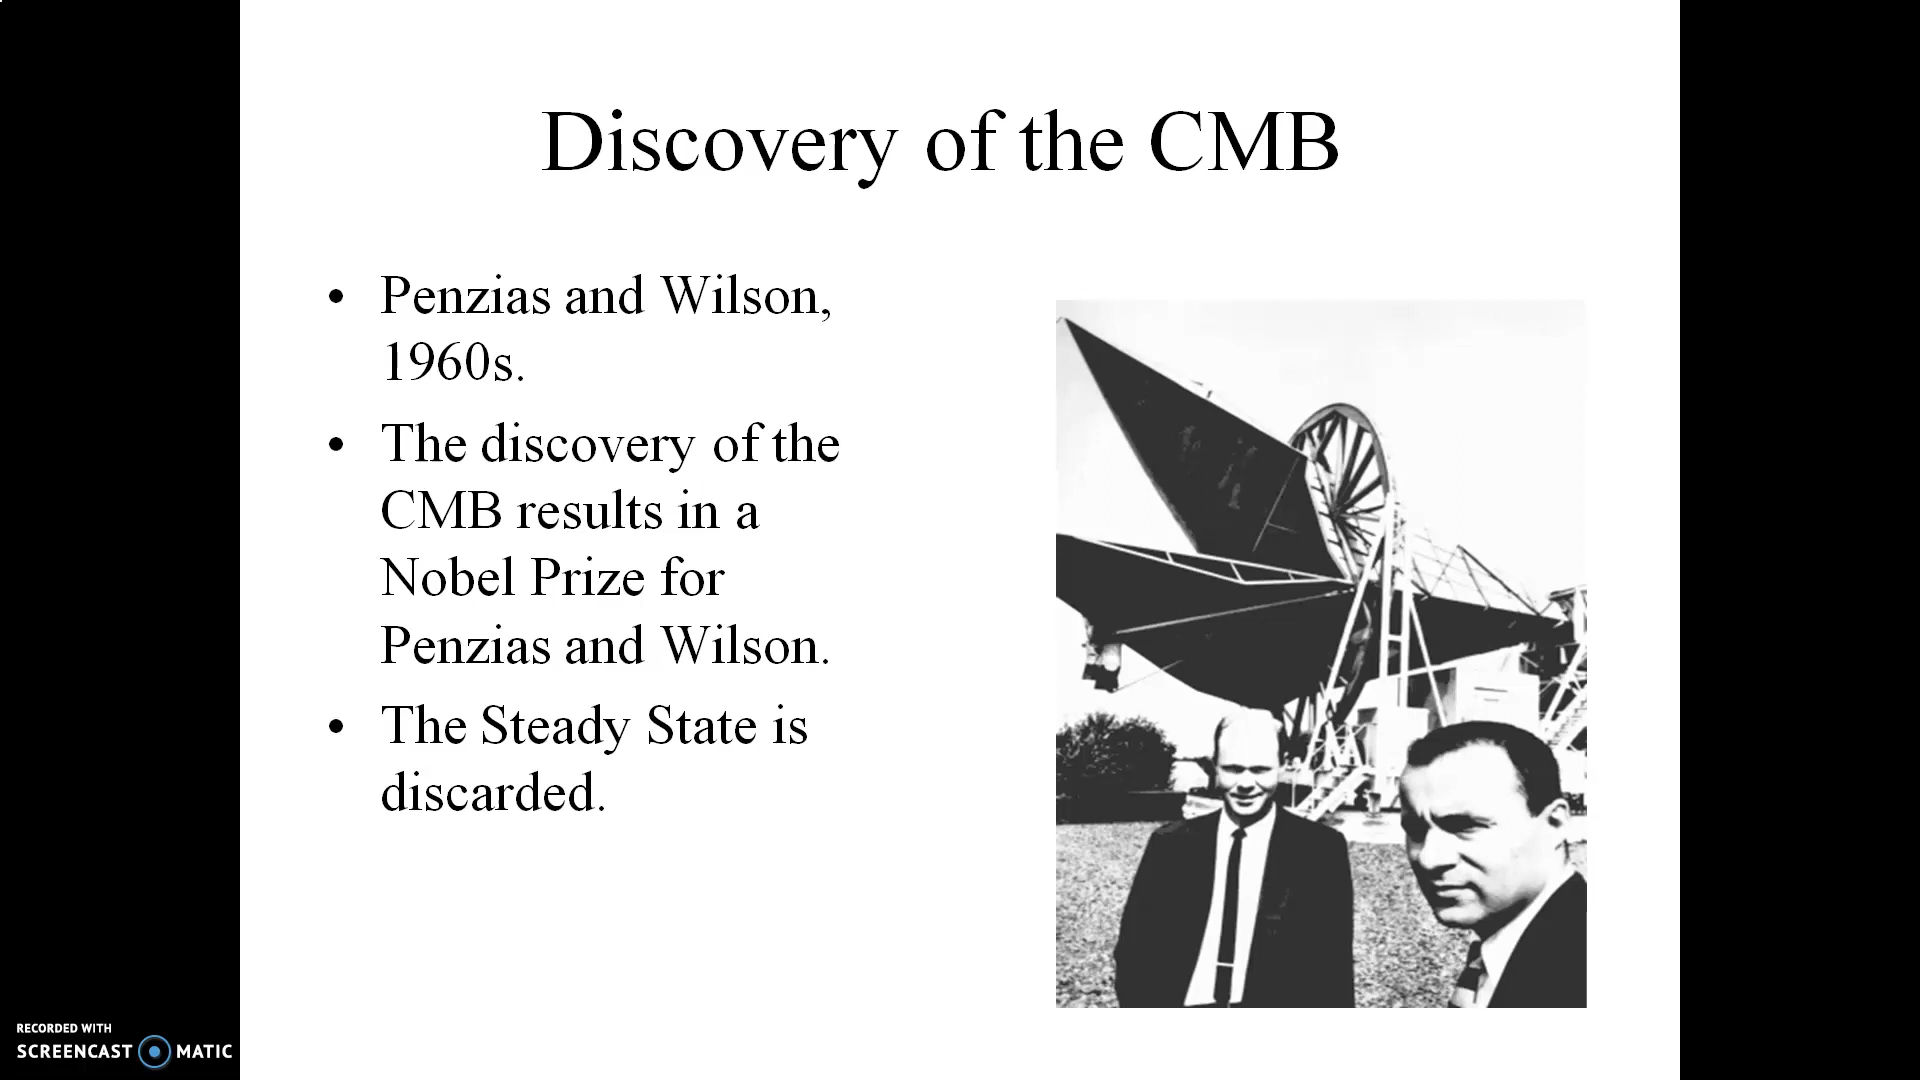 Discovery of the CMB
• Penzias and Wilson,
1960s.
• The discovery of the
CMB results in a
Nobel Prize for
Penzias and Wilson.
• The Steady State is
discarded.
RECORDED WITH
SCREENCAST MATIC